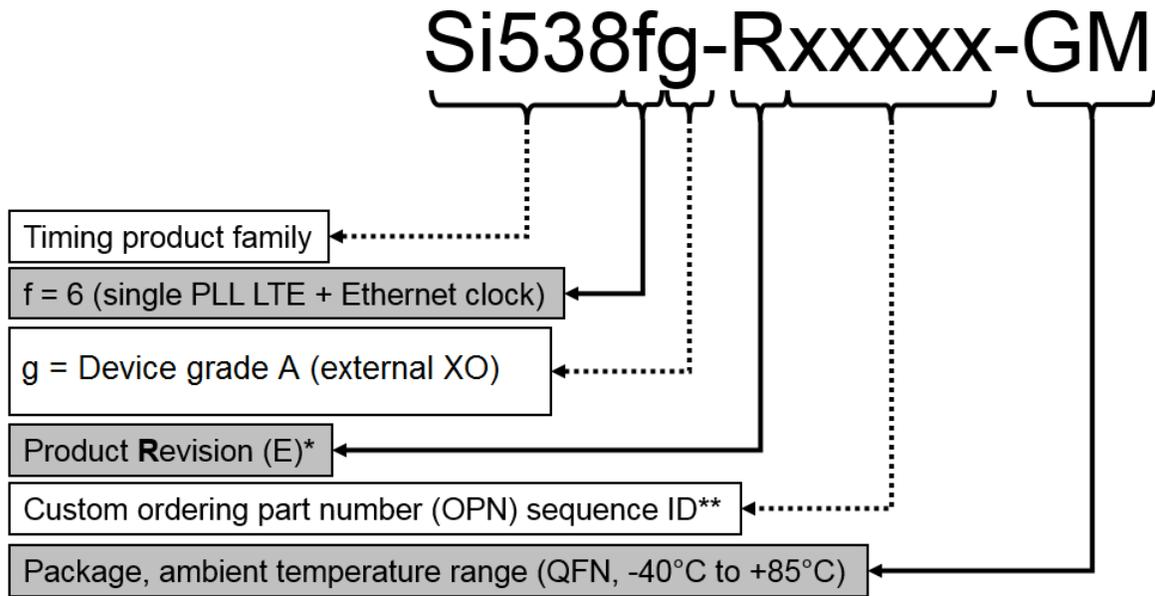 Si538fg-Rxxxxx-GM
Timing product family
f = 6 (single PLL LTE + Ethernet clock)
g = Device grade A (external XO)
Product Revision (E)*
Custom ordering part number (OPN) sequence ID**
Package, ambient temperature range (QFN, -40°C to +85°C)